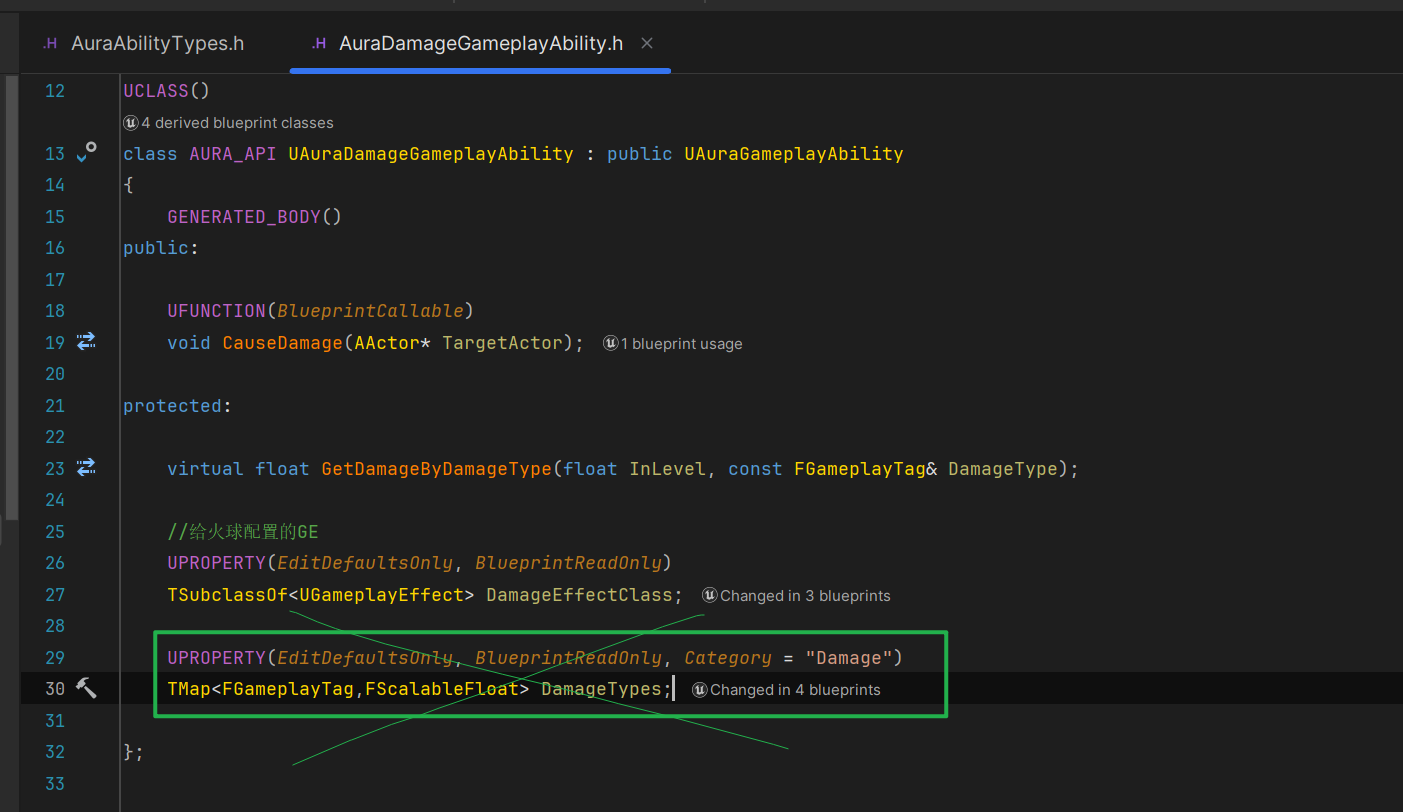 .H AuraAbilityTypes.h .H AuraDamageGameplayAbility.h
12 UCLASS()
4 derived blueprint classes
13 class AURA_API UAuraDamageGameplayAbility : public UAuraGameplayAbility
14 {
15 GENERATED_BODY()
16 public:
17
18 UFUNCTION(BlueprintCallable)
19 void CauseDamage(AActor* TargetActor); 1 blueprint usage
20
21 protected:
22
23 virtual float GetDamageByDamageType(float InLevel, const FGameplayTag& DamageType);
24
25 //给火球配置的GE
26 UPROPERTY(EditDefaultsOnly, BlueprintReadOnly)
27 TSubclassOf<UGameplayEffect> DamageEffectClass; Changed in 3 blueprints
28
29 UPROPERTY(EditDefaultsOnly, BlueprintReadOnly, Category = "Damage")
30 TMap<FGameplayTag,FScalableFloat> DamageTypes; Changed in 4 blueprints
31
32 };
33